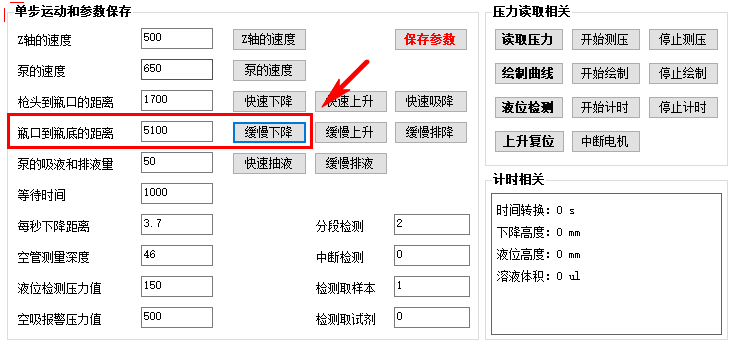 单步运动和参数保存
Z轴的速度 500 Z轴的速度 保存参数
泵的速度 650 泵的速度
枪头到瓶口的距离 1700 快速下降 快速上升 快速吸降
瓶口到瓶底的距离 5100 缓慢下降 缓慢上升 缓慢排降
泵的吸液和排液量 50 快速抽液 缓慢排液
等待时间 1000
每秒下降距离 3.7 分段检测 2
空管测量深度 46 中断检测 0
液位检测压力值 150 检测取样本 1
空吸报警压力值 500 检测取试剂 0
压力读取相关
读取压力 开始测压 停止测压
绘制曲线 开始绘制 停止绘制
液位检测 开始计时 停止计时
上升复位 中断电机
计时相关
时间转换：0 s
下降高度：0 mm
液位高度：0 mm
溶液体积：0 ul